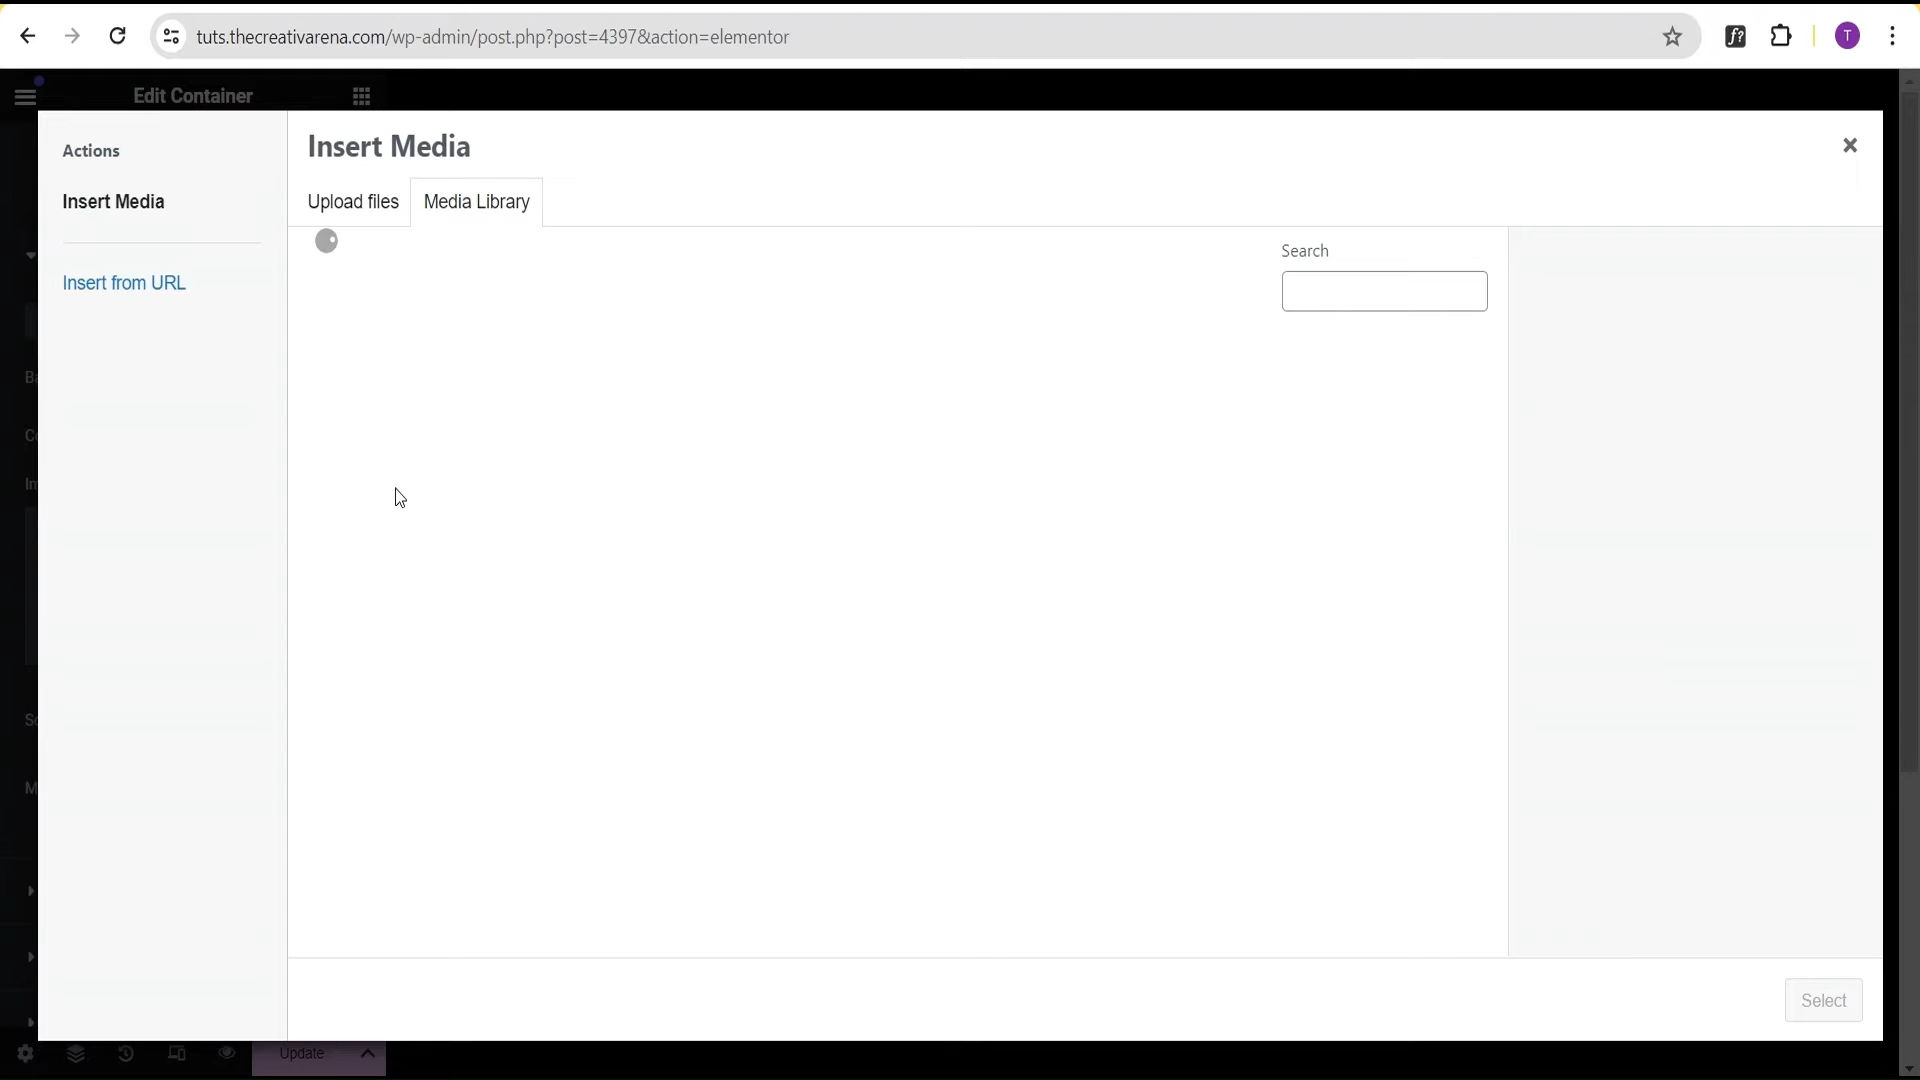 tuts.thecreativarena.com/wp-admin/post.php?post=4397&action=elementor
f?
T
Edit Container
Actions
Insert Media
Insert from URL
Insert Media
Upload files
Media Library
Search
Select
Update